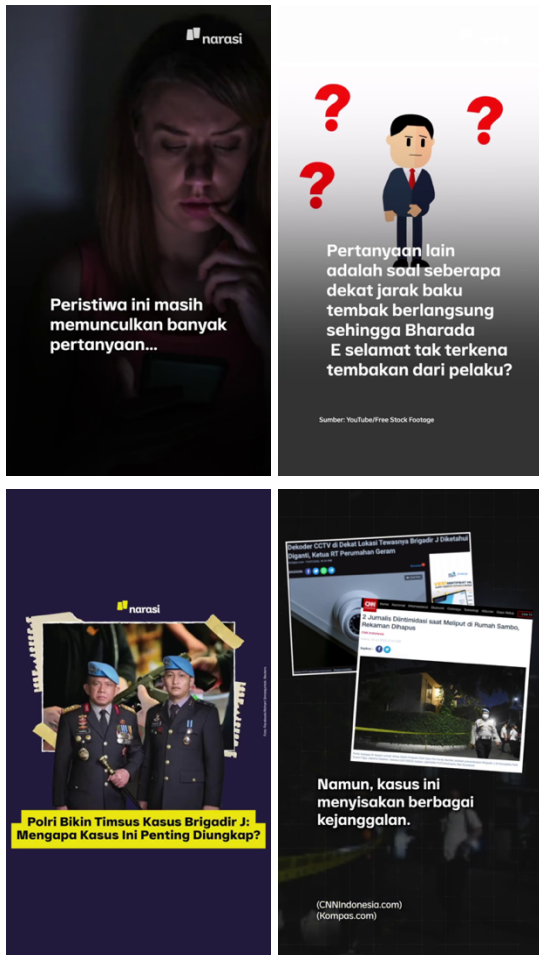 narasi
Peristiwa ini masih
memunculkan banyak
pertanyaan...
?
?
?
Pertanyaan lain
adalah soal seberapa
dekat jarak baku
tembak berlangsung
sehingga Bharada
E selamat tak terkena
tembakan dari pelaku?
Sumber: YouTube/Free Stock Footage
narasi
Polri Bikin Timsus Kasus Brigadir J:
Mengapa Kasus Ini Penting Diungkap?
Dekoder CCTV di Dekat Lokasi Tewasnya Brigadir J Diketahui
Diganti, Ketua RT Perumahan Geram
CNN
2 Jurnalis Diintimidasi saat Meliput di Rumah Sambo,
Rekaman Dihapus
Namun, kasus ini
menyisakan berbagai
kejanggalan.
(CNNIndonesia.com)
(Kompas.com)